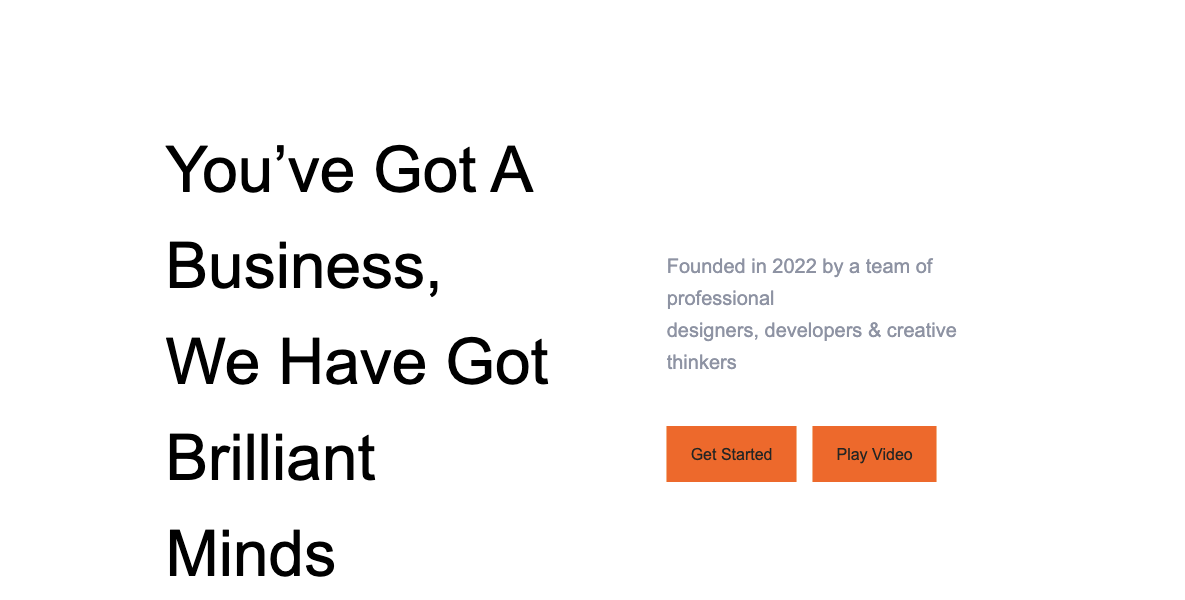 You’ve Got A
Business,
We Have Got
Brilliant
Minds
Founded in 2022 by a team of
professional
designers, developers & creative
thinkers
Get Started
Play Video